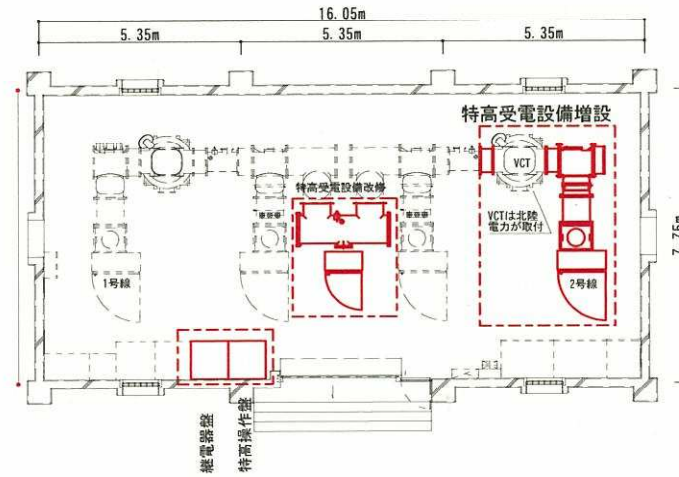 16.05m
5.35m
5.35m
5.35m
特高受電設備増設
VCT
特高受電設備改修
VCTは北陸
電力が取付
7.76m
1号線
2号線
継電器盤
特高操作盤